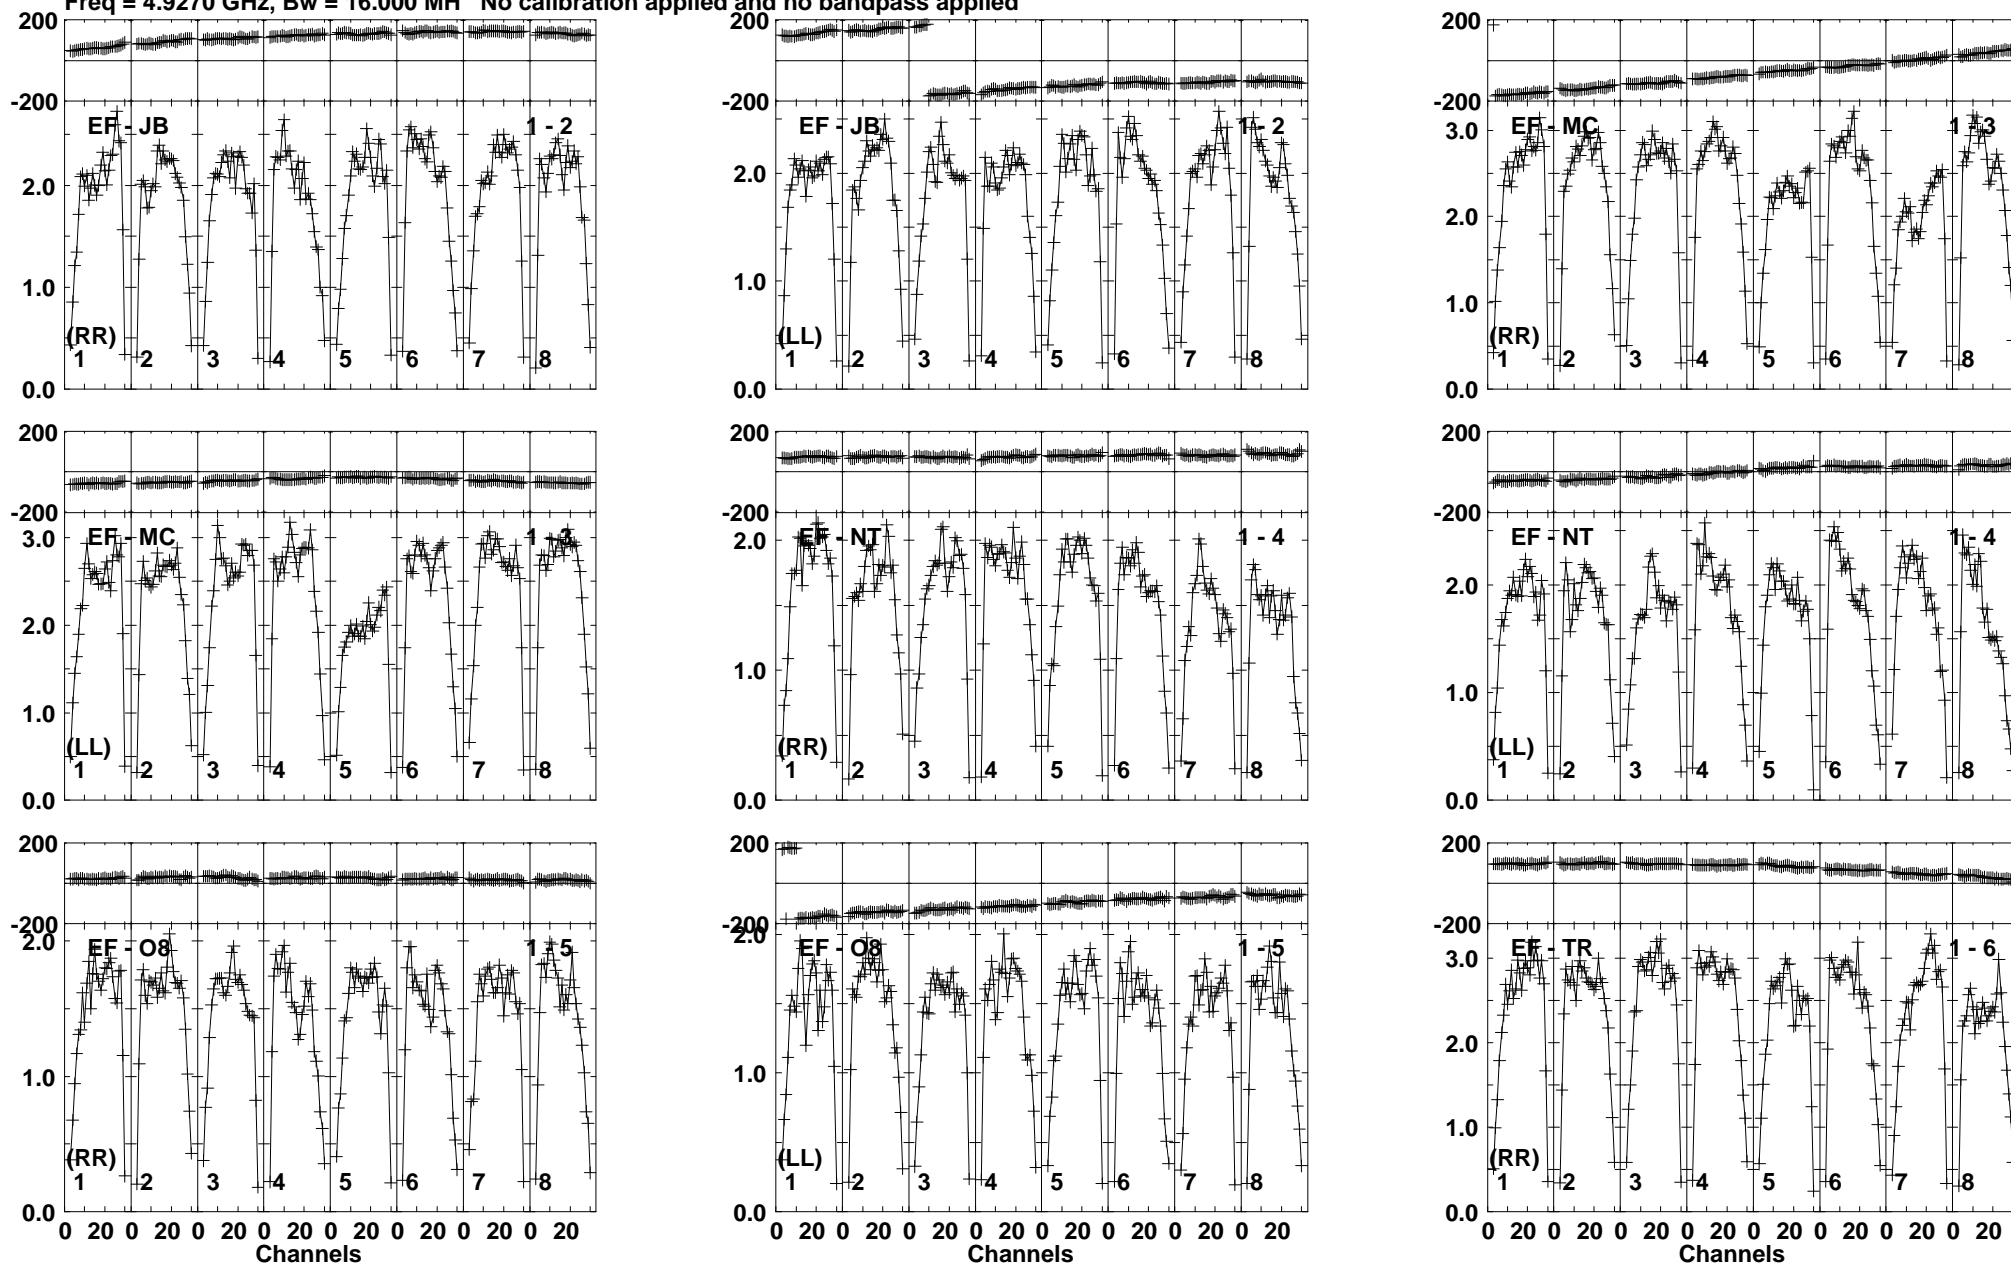 Freq = 4.9270 GHz, Bw = 16.000 MH No calibration applied and no bandpass applied
200 200 200
-200 -200 -200
EF - JB 1 - 2 EF - JB 1 - 2 EF - MC 1 - 3
3.0
2.0 2.0 2.0
1.0 1.0 1.0
(RR) (LL) (RR)
1 2 3 4 5 6 7 8 1 2 3 4 5 6 7 8 1 2 3 4 5 6 7 8
0.0 0.0 0.0
200 200 200
-200 -200 -200
EF - MC 1 - 3 EF - NT 1 - 4 EF - NT 1 - 4
3.0 2.0
2.0 2.0
1.0 1.0 1.0
(LL) (RR) (LL)
1 2 3 4 5 6 7 8 1 2 3 4 5 6 7 8 1 2 3 4 5 6 7 8
0.0 0.0 0.0
200 200 200
-200 -200 -200
2.0 EF - O8 1 - 5 2.0 EF - O8 1 - 5 3.0 EF - TR 1 - 6
2.0
1.0 1.0 1.0
(RR) (LL) (RR)
1 2 3 4 5 6 7 8 1 2 3 4 5 6 7 8 1 2 3 4 5 6 7 8
0.0 0.0 0.0
0 20 0 20 0 20 0 20 0 20 0 20 0 20 0 20 0 20 0 20 0 20 0 20 0 20 0 20 0 20 0 20 0 20 0 20 0 20 0 20 0 20 0 20 0 20 0 20
Channels Channels Channels